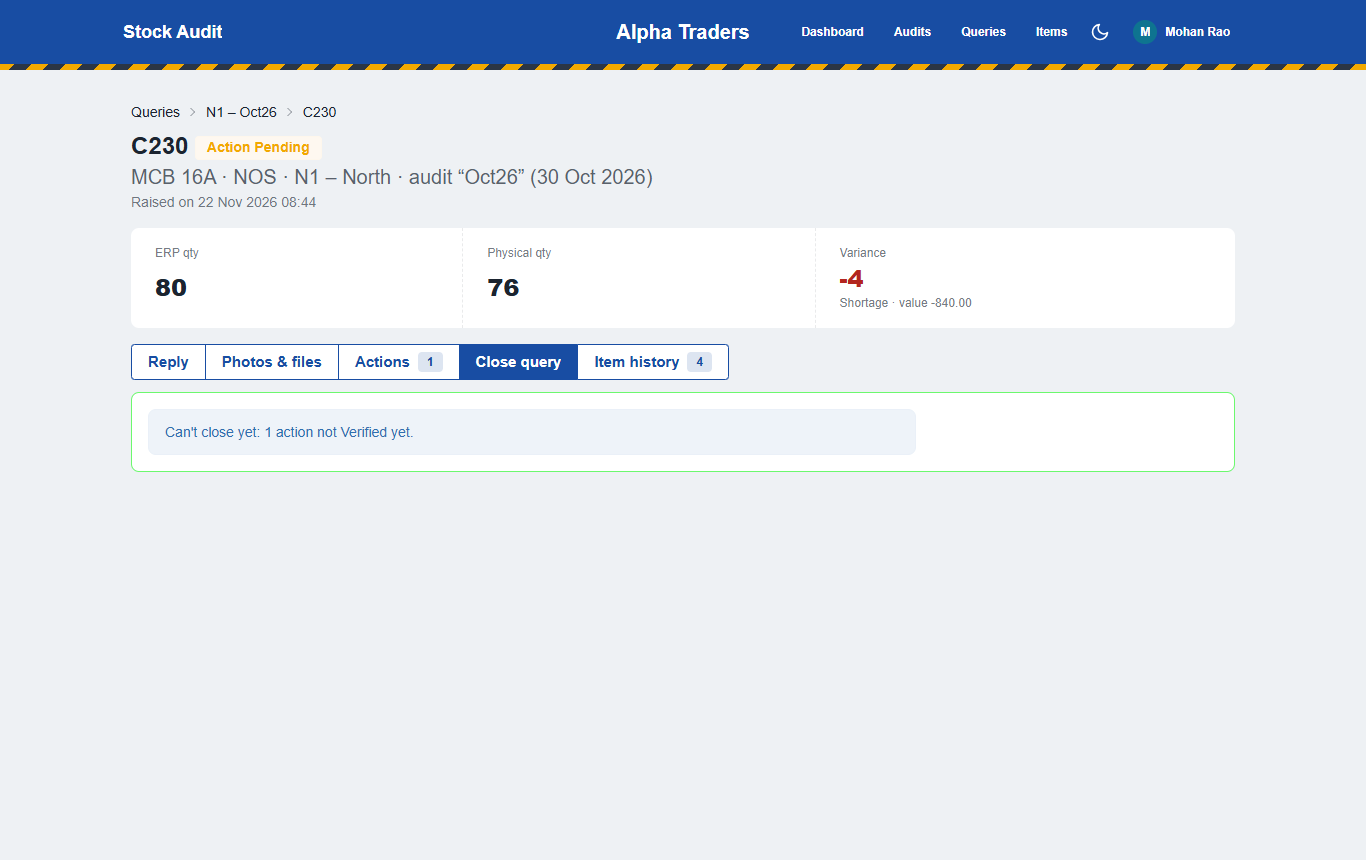 Stock Audit
Alpha Traders
Dashboard
Audits
Queries
Items
M
Mohan Rao
Queries
N1 – Oct26
C230
C230 Action Pending
MCB 16A · NOS · N1 – North · audit “Oct26” (30 Oct 2026)
Raised on 22 Nov 2026 08:44
ERP qty
80
Physical qty
76
Variance
-4
Shortage · value -840.00
Reply
Photos & files
Actions 1
Close query
Item history 4
Can't close yet: 1 action not Verified yet.